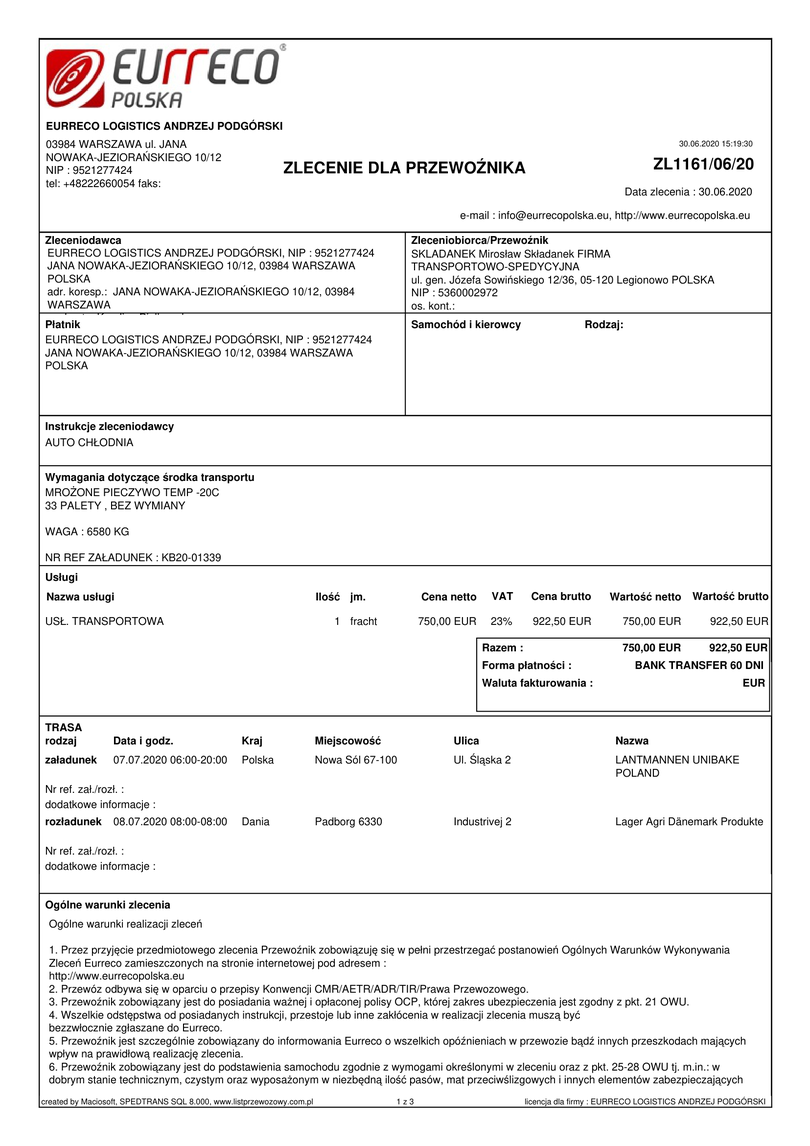 EURRECO®
POLSKA
EURRECO LOGISTICS ANDRZEJ PODGÓRSKI
03984 WARSZAWA ul. JANA
NOWAKA-JEZIORAŃSKIEGO 10/12
NIP : 9521277424
tel: +48222660054 faks:
ZLECENIE DLA PRZEWOŹNIKA
30.06.2020 15:19:30
ZL1161/06/20
Data zlecenia : 30.06.2020
e-mail : info@eurrecopolska.eu, http://www.eurrecopolska.eu
Zleceniodawca
EURRECO LOGISTICS ANDRZEJ PODGÓRSKI, NIP : 9521277424
JANA NOWAKA-JEZIORAŃSKIEGO 10/12, 03984 WARSZAWA
POLSKA
adr. koresp.: JANA NOWAKA-JEZIORAŃSKIEGO 10/12, 03984
WARSZAWA
Zleceniobiorca/Przewoźnik
SKLADANEK Mirosław Składanek FIRMA
TRANSPORTOWO-SPEDYCYJNA
ul. gen. Józefa Sowińskiego 12/36, 05-120 Legionowo POLSKA
NIP : 5360002972
os. kont.:
Płatnik
EURRECO LOGISTICS ANDRZEJ PODGÓRSKI, NIP : 9521277424
JANA NOWAKA-JEZIORAŃSKIEGO 10/12, 03984 WARSZAWA
POLSKA
Samochód i kierowcy Rodzaj:
Instrukcje zleceniodawcy
AUTO CHŁODNIA
Wymagania dotyczące środka transportu
MROŻONE PIECZYWO TEMP -20C
33 PALETY , BEZ WYMIANY
WAGA : 6580 KG
NR REF ZAŁADUNEK : KB20-01339
Usługi
Nazwa usługi Ilość jm. Cena netto VAT Cena brutto Wartość netto Wartość brutto
USŁ. TRANSPORTOWA 1 fracht 750,00 EUR 23% 922,50 EUR 750,00 EUR 922,50 EUR
Razem : 750,00 EUR 922,50 EUR
Forma płatności : BANK TRANSFER 60 DNI
Waluta fakturowania : EUR
TRASA
rodzaj Data i godz. Kraj Miejscowość Ulica Nazwa
załadunek 07.07.2020 06:00-20:00 Polska Nowa Sól 67-100 Ul. Śląska 2 LANTMANNEN UNIBAKE
POLAND
Nr ref. zał./rozł. :
dodatkowe informacje :
rozładunek 08.07.2020 08:00-08:00 Dania Padborg 6330 Industrivej 2 Lager Agri Dänemark Produkte
Nr ref. zał./rozł. :
dodatkowe informacje :
Ogólne warunki zlecenia
Ogólne warunki realizacji zleceń
1. Przez przyjęcie przedmiotowego zlecenia Przewoźnik zobowiązuję się w pełni przestrzegać postanowień Ogólnych Warunków Wykonywania
Zleceń Eurreco zamieszczonych na stronie internetowej pod adresem :
http://www.eurrecopolska.eu
2. Przewóz odbywa się w oparciu o przepisy Konwencji CMR/AETR/ADR/TIR/Prawa Przewozowego.
3. Przewoźnik zobowiązany jest do posiadania ważnej i opłaconej polisy OCP, której zakres ubezpieczenia jest zgodny z pkt. 21 OWU.
4. Wszelkie odstępstwa od posiadanych instrukcji, przestoje lub inne zakłócenia w realizacji zlecenia muszą być
bezzwłocznie zgłaszane do Eurreco.
5. Przewoźnik jest szczególnie zobowiązany do informowania Eurreco o wszelkich opóźnieniach w przewozie bądź innych przeszkodach mających
wpływ na prawidłową realizację zlecenia.
6. Przewoźnik zobowiązany jest do podstawienia samochodu zgodnie z wymogami określonymi w zleceniu oraz z pkt. 25-28 OWU tj. m.in.: w
dobrym stanie technicznym, czystym oraz wyposażonym w niezbędną ilość pasów, mat przeciwślizgowych i innych elementów zabezpieczających
created by Maciosoft, SPEDTRANS SQL 8.000, www.listprzewozowy.com.pl 1 z 3 licencja dla firmy : EURRECO LOGISTICS ANDRZEJ PODGÓRSKI